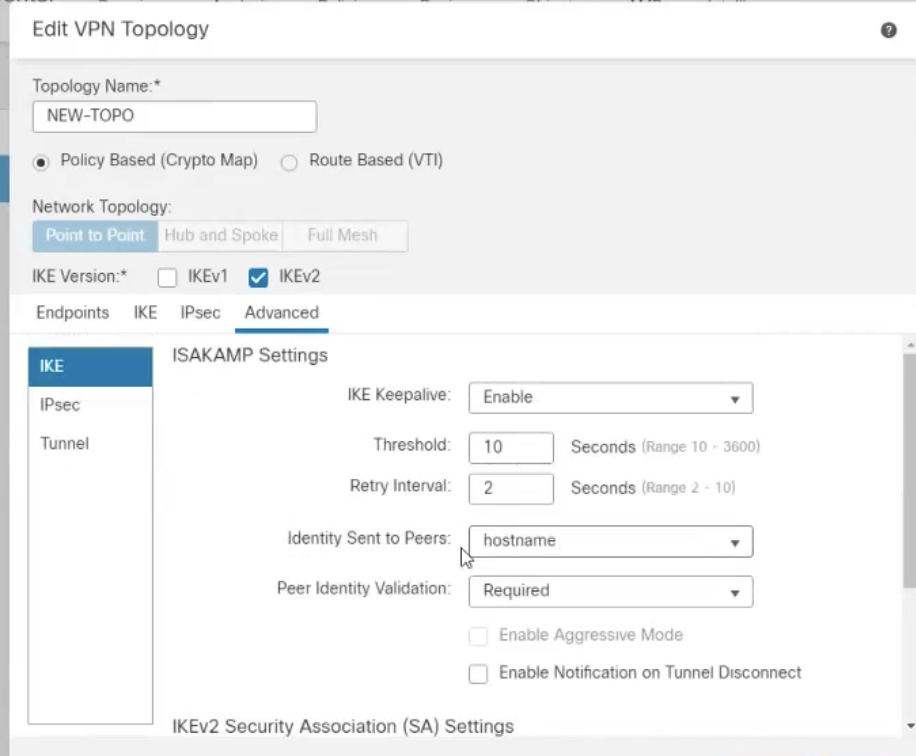 Edit VPN Topology
Topology Name:*
NEW-TOPO
Policy Based (Crypto Map) Route Based (VTI)
Network Topology:
Point to Point Hub and Spoke Full Mesh
IKE Version:* IKEv1 IKEv2
Endpoints IKE IPsec Advanced
IKE
IPsec
Tunnel
ISAKAMP Settings
IKE Keepalive: Enable
Threshold: 10 Seconds (Range 10 - 3600)
Retry Interval: 2 Seconds (Range 2 - 10)
Identity Sent to Peers: hostname
Peer Identity Validation: Required
Enable Aggressive Mode
Enable Notification on Tunnel Disconnect
IKEv2 Security Association (SA) Settings